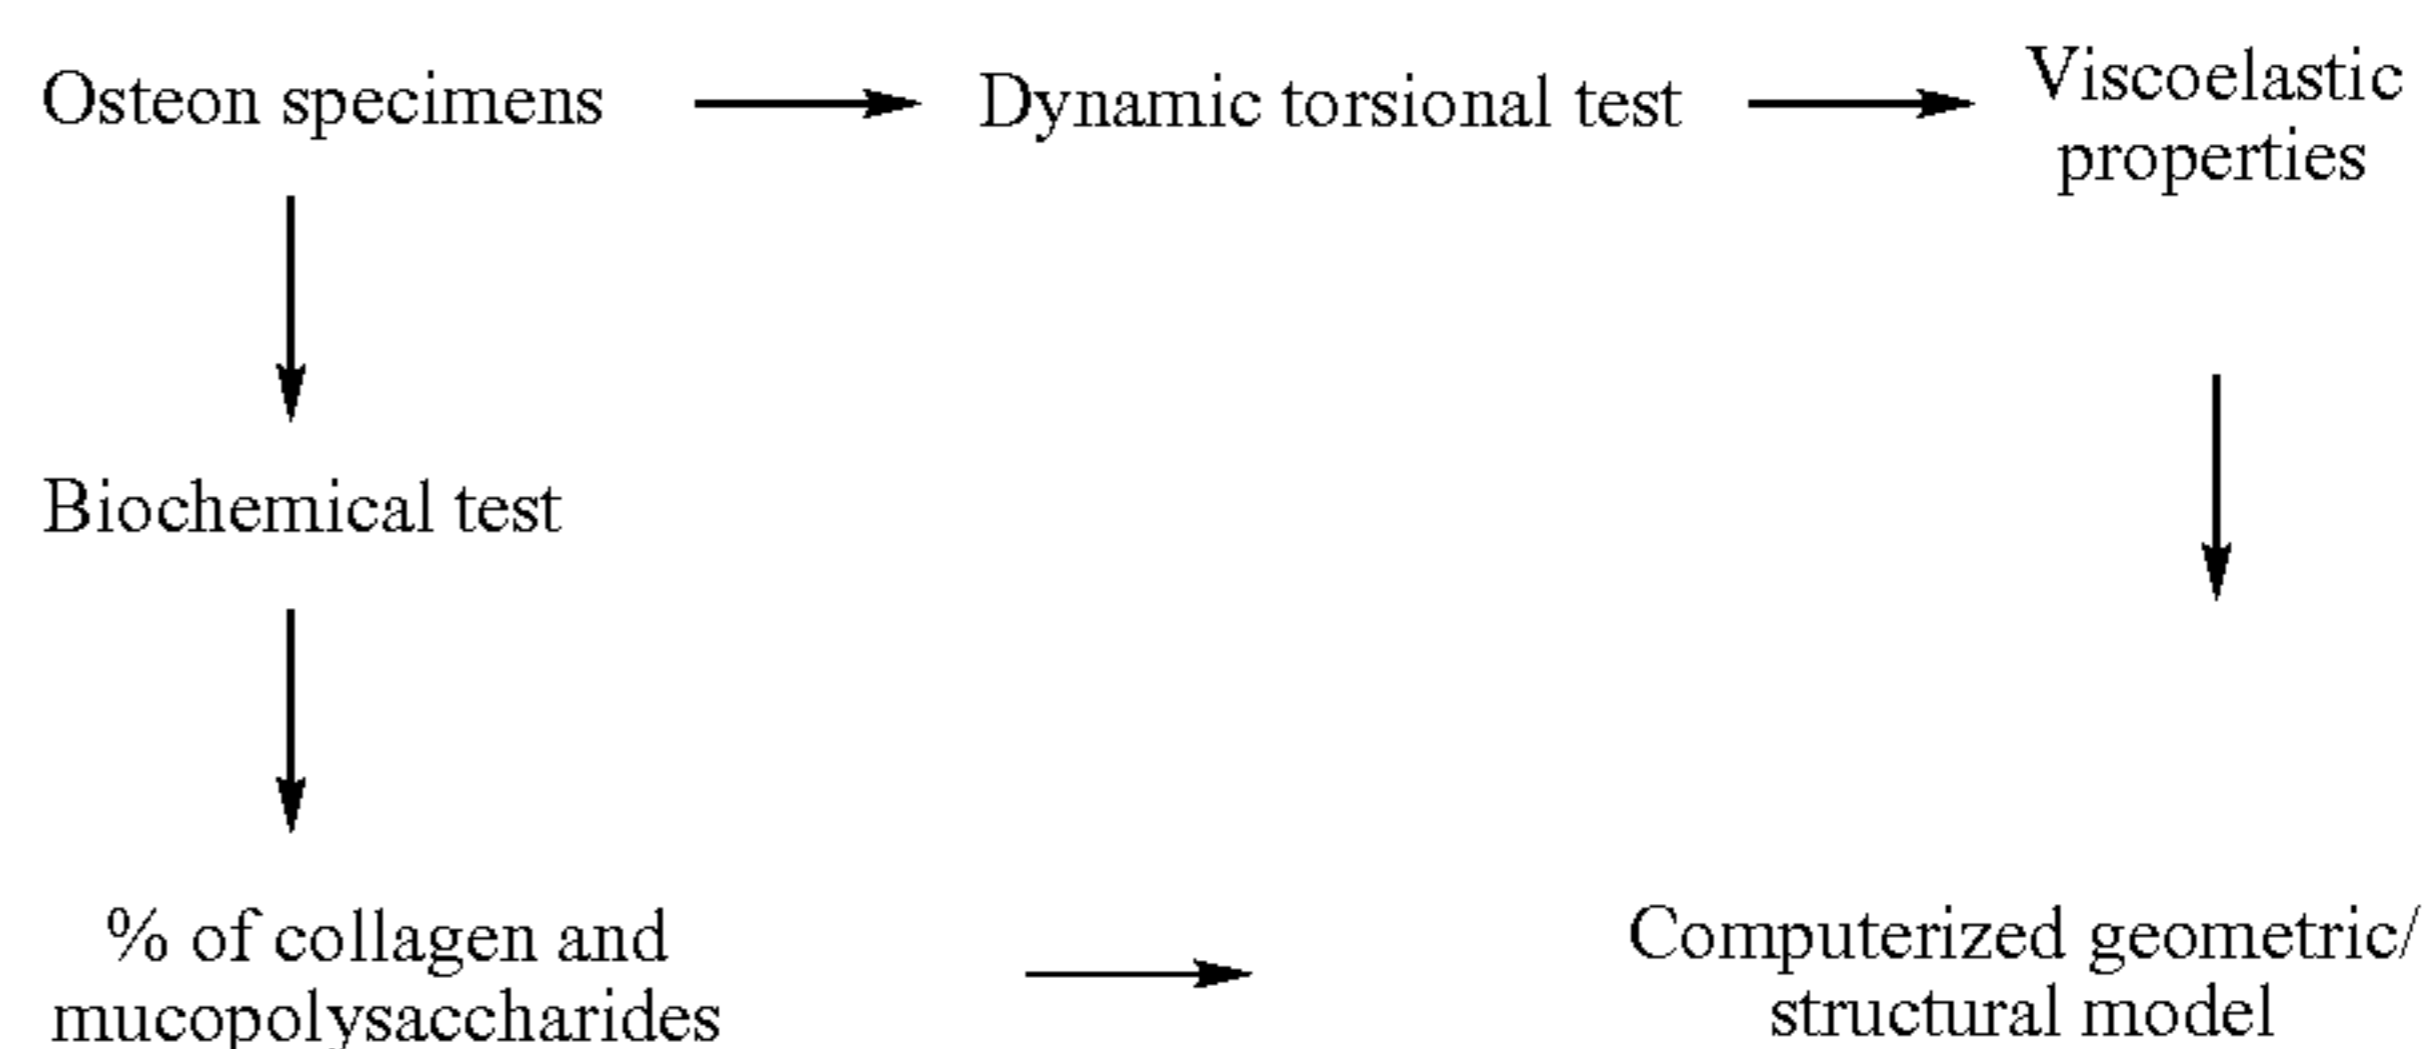 Osteon specimens
Dynamic torsional test
Viscoelastic
properties
Biochemical test
% of collagen and
mucopolysaccharides
Computerized geometric/
structural model